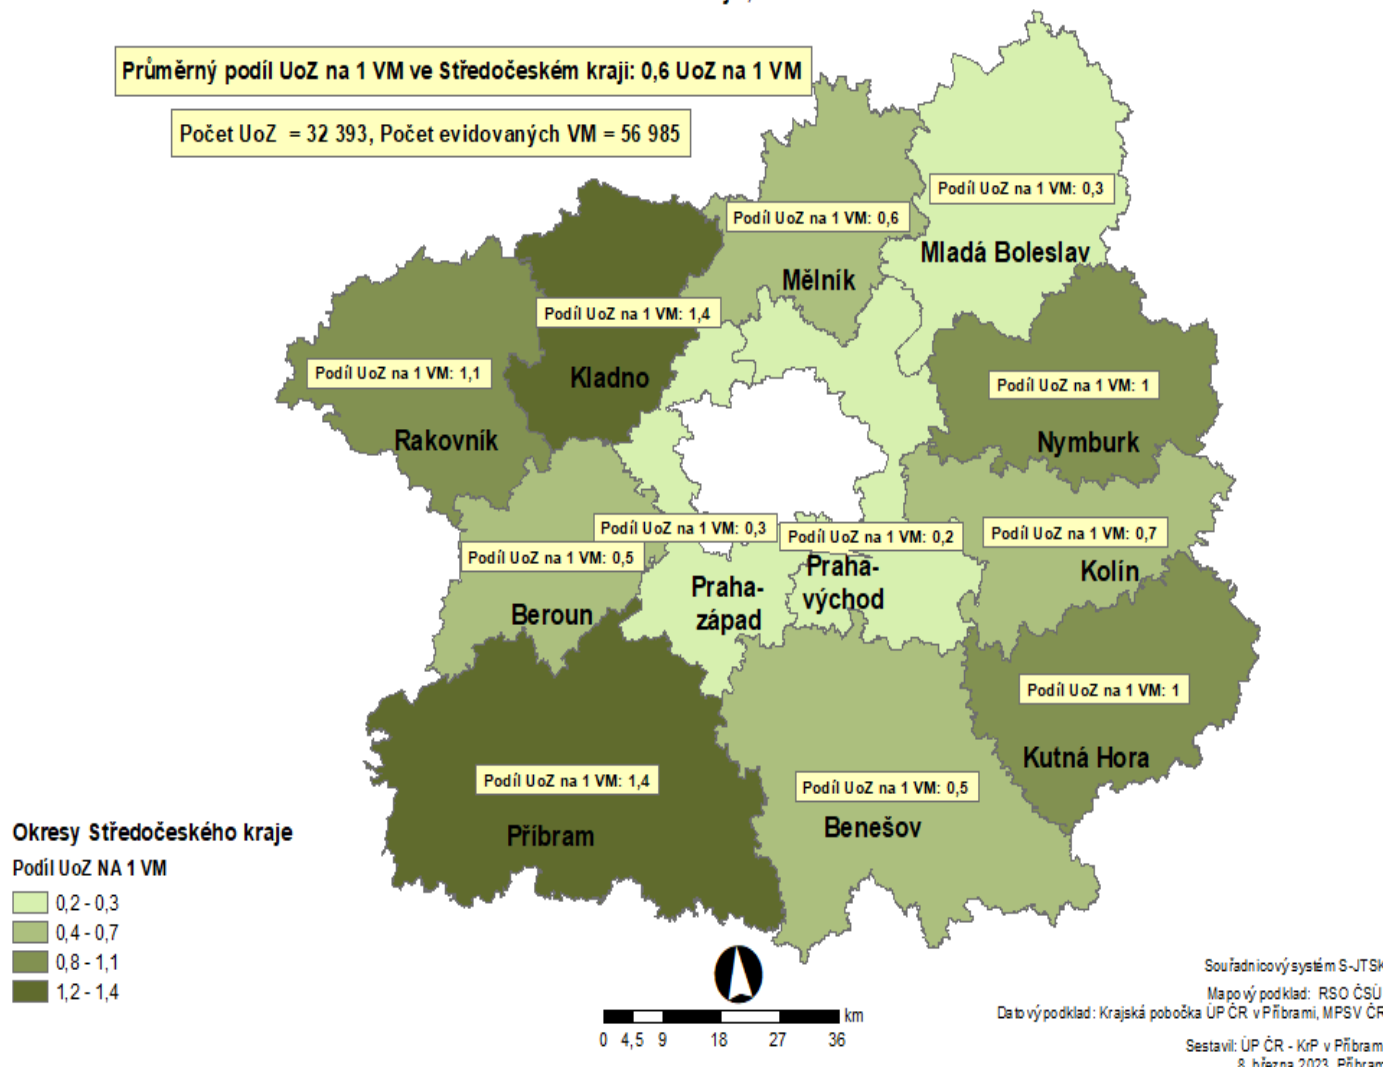 Průměrný podíl UoZ na 1 VM ve Středočeském kraji: 0,6 UoZ na 1 VM
Počet UoZ = 32 393, Počet evidovaných VM = 56 985
Podíl UoZ na 1 VM: 0,3
Mladá Boleslav
Podíl UoZ na 1 VM: 0,6
Mělník
Podíl UoZ na 1 VM: 1,4
Kladno
Podíl UoZ na 1 VM: 1,1
Rakovník
Podíl UoZ na 1 VM: 1
Nymburk
Podíl UoZ na 1 VM: 0,3
Praha-
západ
Podíl UoZ na 1 VM: 0,2
Praha-
východ
Podíl UoZ na 1 VM: 0,7
Kolín
Podíl UoZ na 1 VM: 0,5
Beroun
Podíl UoZ na 1 VM: 1
Kutná Hora
Podíl UoZ na 1 VM: 1,4
Příbram
Podíl UoZ na 1 VM: 0,5
Benešov
Okresy Středočeského kraje
Podíl UoZ NA 1 VM
0,2 - 0,3
0,4 - 0,7
0,8 - 1,1
1,2 - 1,4
km
0 4,5 9 18 27 36
Souřadnicový systém S-JTSK
Mapový podklad: RSO ČSÚ
Datový podklad: Krajská pobočka ÚP ČR v Příbrami, MPSV ČR
Sestavil: ÚP ČR - KrP v Příbram
8. března 2023, Příbram